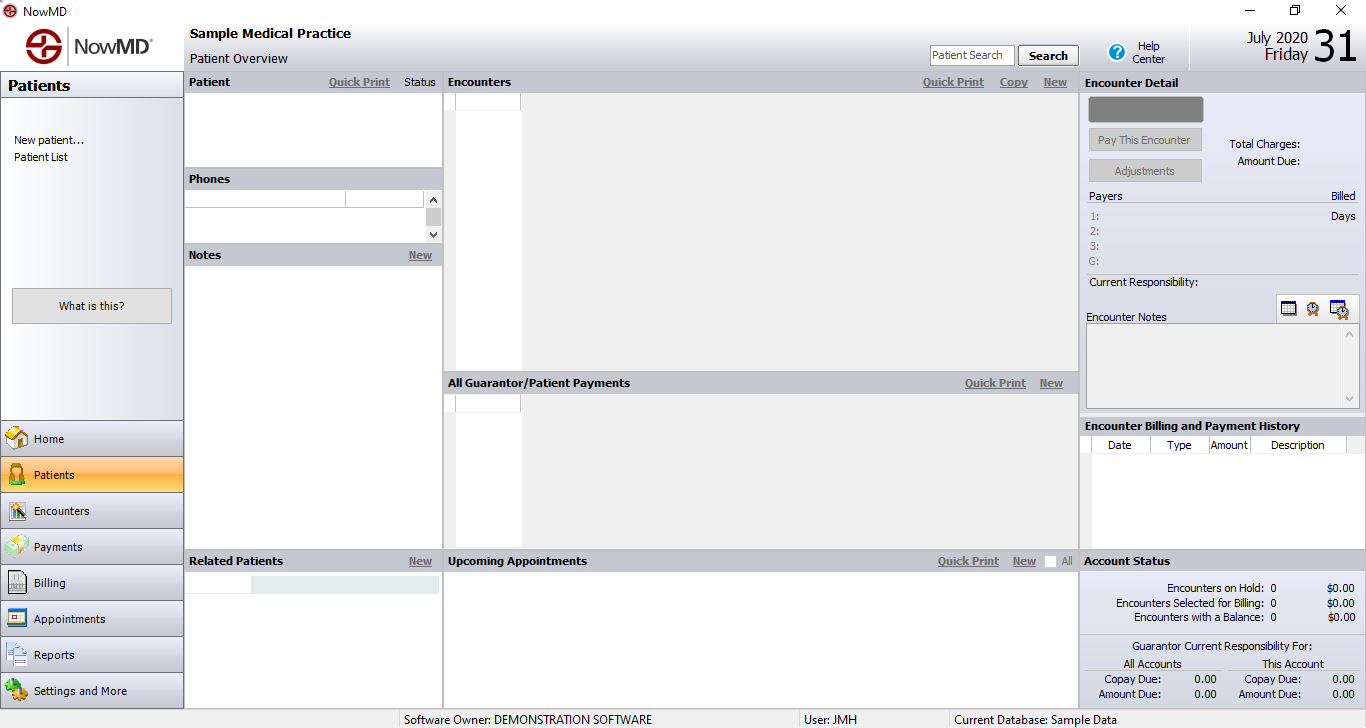 NowMD
NowMD®
Sample Medical Practice
Patient Overview
Patient Search
Search
?
Help
Center
July 2020
Friday
31
Patients
New patient...
Patient List
What is this?
Home
Patients
Encounters
Payments
Billing
Appointments
Reports
Settings and More
Patient Quick Print Status
Phones
Notes New
Related Patients New
Encounters Quick Print Copy New
All Guarantor/Patient Payments Quick Print New
Upcoming Appointments Quick Print New All
Encounter Detail
Pay This Encounter
Adjustments
Total Charges:
Amount Due:
Payers Billed
1: Days
2:
3:
G:
Current Responsibility:
Encounter Notes
Encounter Billing and Payment History
Date Type Amount Description
Account Status
Encounters on Hold: 0 $0.00
Encounters Selected for Billing: 0 $0.00
Encounters with a Balance: 0 $0.00
Guarantor Current Responsibility For:
All Accounts This Account
Copay Due: 0.00 Copay Due: 0.00
Amount Due: 0.00 Amount Due: 0.00
Software Owner: DEMONSTRATION SOFTWARE User: JMH Current Database: Sample Data